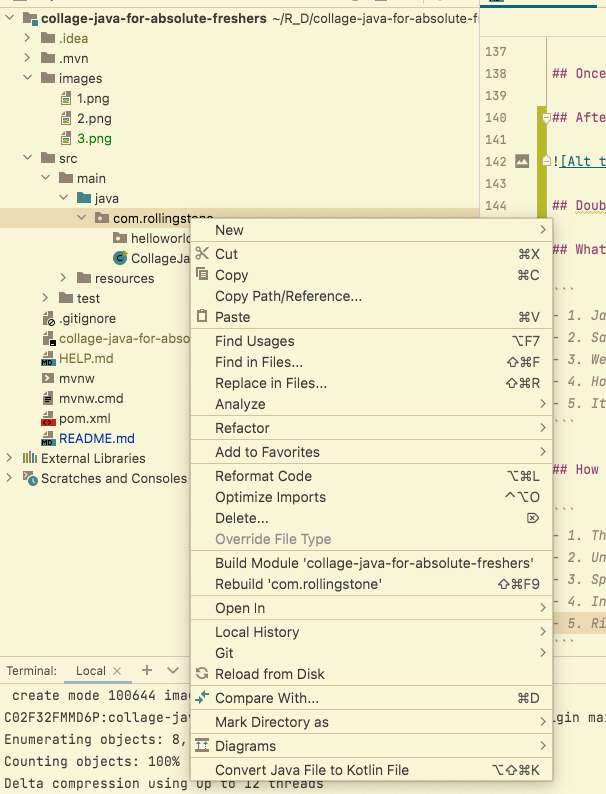 collage-java-for-absolute-freshers ~/R_D/collage-java-for-absolute-f
.idea
.mvn
images
1.png
2.png
3.png
src
main
java
com.rollingstone
helloworld
CollageJa
resources
test
.gitignore
collage-java-for-abso
HELP.md
mvnw
mvnw.cmd
pom.xml
README.md
External Libraries
Scratches and Consoles
137
138 ## Once
139
140 ## Afte
141
142 ![Alt t
143
144 ## Doub
## What
```
- 1. Ja
- 2. Sa
- 3. We
- 4. Ho
- 5. It
```
## How
```
- 1. Th
- 2. Un
- 3. Sp
- 4. In
- 5. Ri
```
New
Cut ⌘X
Copy ⌘C
Copy Path/Reference...
Paste ⌘V
Find Usages ⌥F7
Find in Files... ⇧⌘F
Replace in Files... ⇧⌘R
Analyze
Refactor
Add to Favorites
Reformat Code ⌥⌘L
Optimize Imports ^⌥O
Delete... ⌦
Override File Type
Build Module 'collage-java-for-absolute-freshers'
Rebuild 'com.rollingstone' ⇧⌘F9
Open In
Local History
Git
Reload from Disk
Compare With... ⌘D
Mark Directory as
Diagrams
Convert Java File to Kotlin File ⌥⇧⌘K
Terminal: Local
create mode 100644 imag
C02F32FMMD6P:collage-jav gin ma
Enumerating objects: 8,
Counting objects: 100%
Delta compression using up to 12 threads